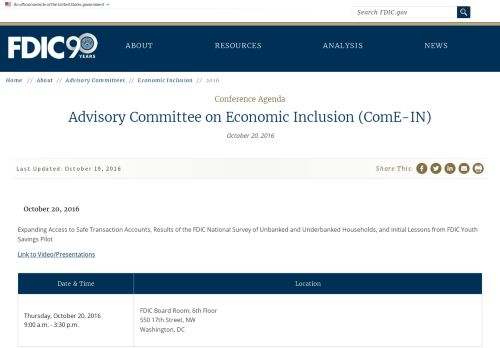 An official website of the United States government
Search FDIC.gov
FDIC 90 YEARS
ABOUT RESOURCES ANALYSIS NEWS
Home // About // Advisory Committees // Economic Inclusion // 2016
Conference Agenda
Advisory Committee on Economic Inclusion (ComE-IN)
October 20, 2016
Last Updated: October 19, 2016 Share This:
October 20, 2016
Expanding Access to Safe Transaction Accounts, Results of the FDIC National Survey of Unbanked and Underbanked Households, and Initial Lessons from FDIC Youth
Savings Pilot
Link to Video/Presentations
Date & Time Location
Thursday, October 20, 2016
9:00 a.m. - 3:30 p.m.
FDIC Board Room, 6th Floor
550 17th Street, NW
Washington, DC